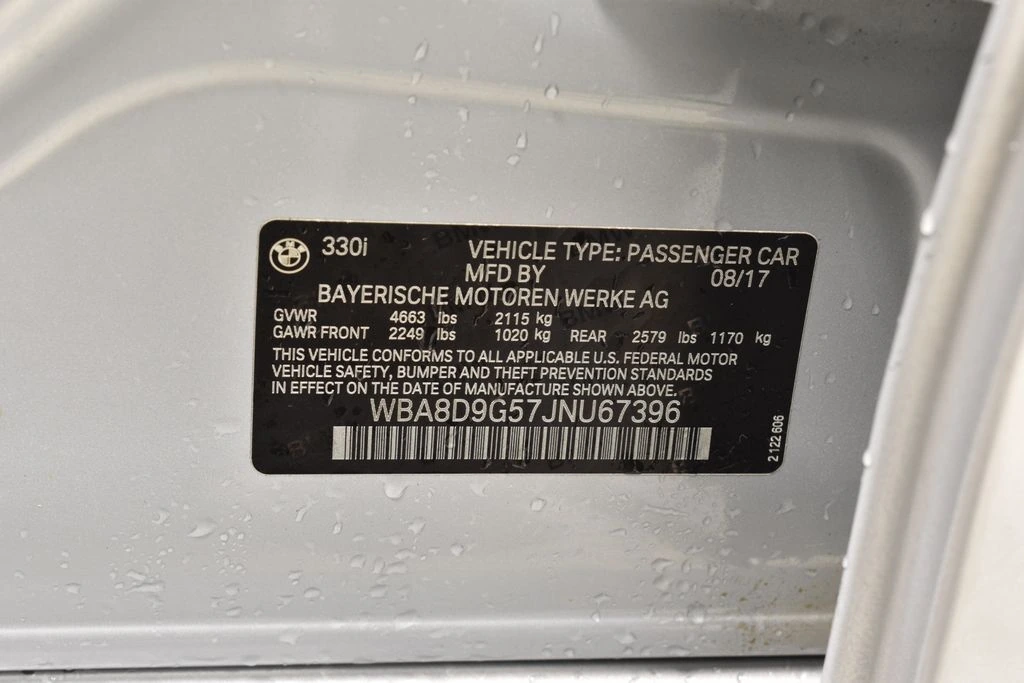 330i VEHICLE TYPE: PASSENGER CAR
MFD BY 08/17
BAYERISCHE MOTOREN WERKE AG
GVWR 4663 lbs 2115 kg
GAWR FRONT 2249 lbs 1020 kg REAR 2579 lbs 1170 kg
THIS VEHICLE CONFORMS TO ALL APPLICABLE U.S. FEDERAL MOTOR
VEHICLE SAFETY, BUMPER AND THEFT PREVENTION STANDARDS
IN EFFECT ON THE DATE OF MANUFACTURE SHOWN ABOVE.
WBA8D9G57JNU67396
2 122 606